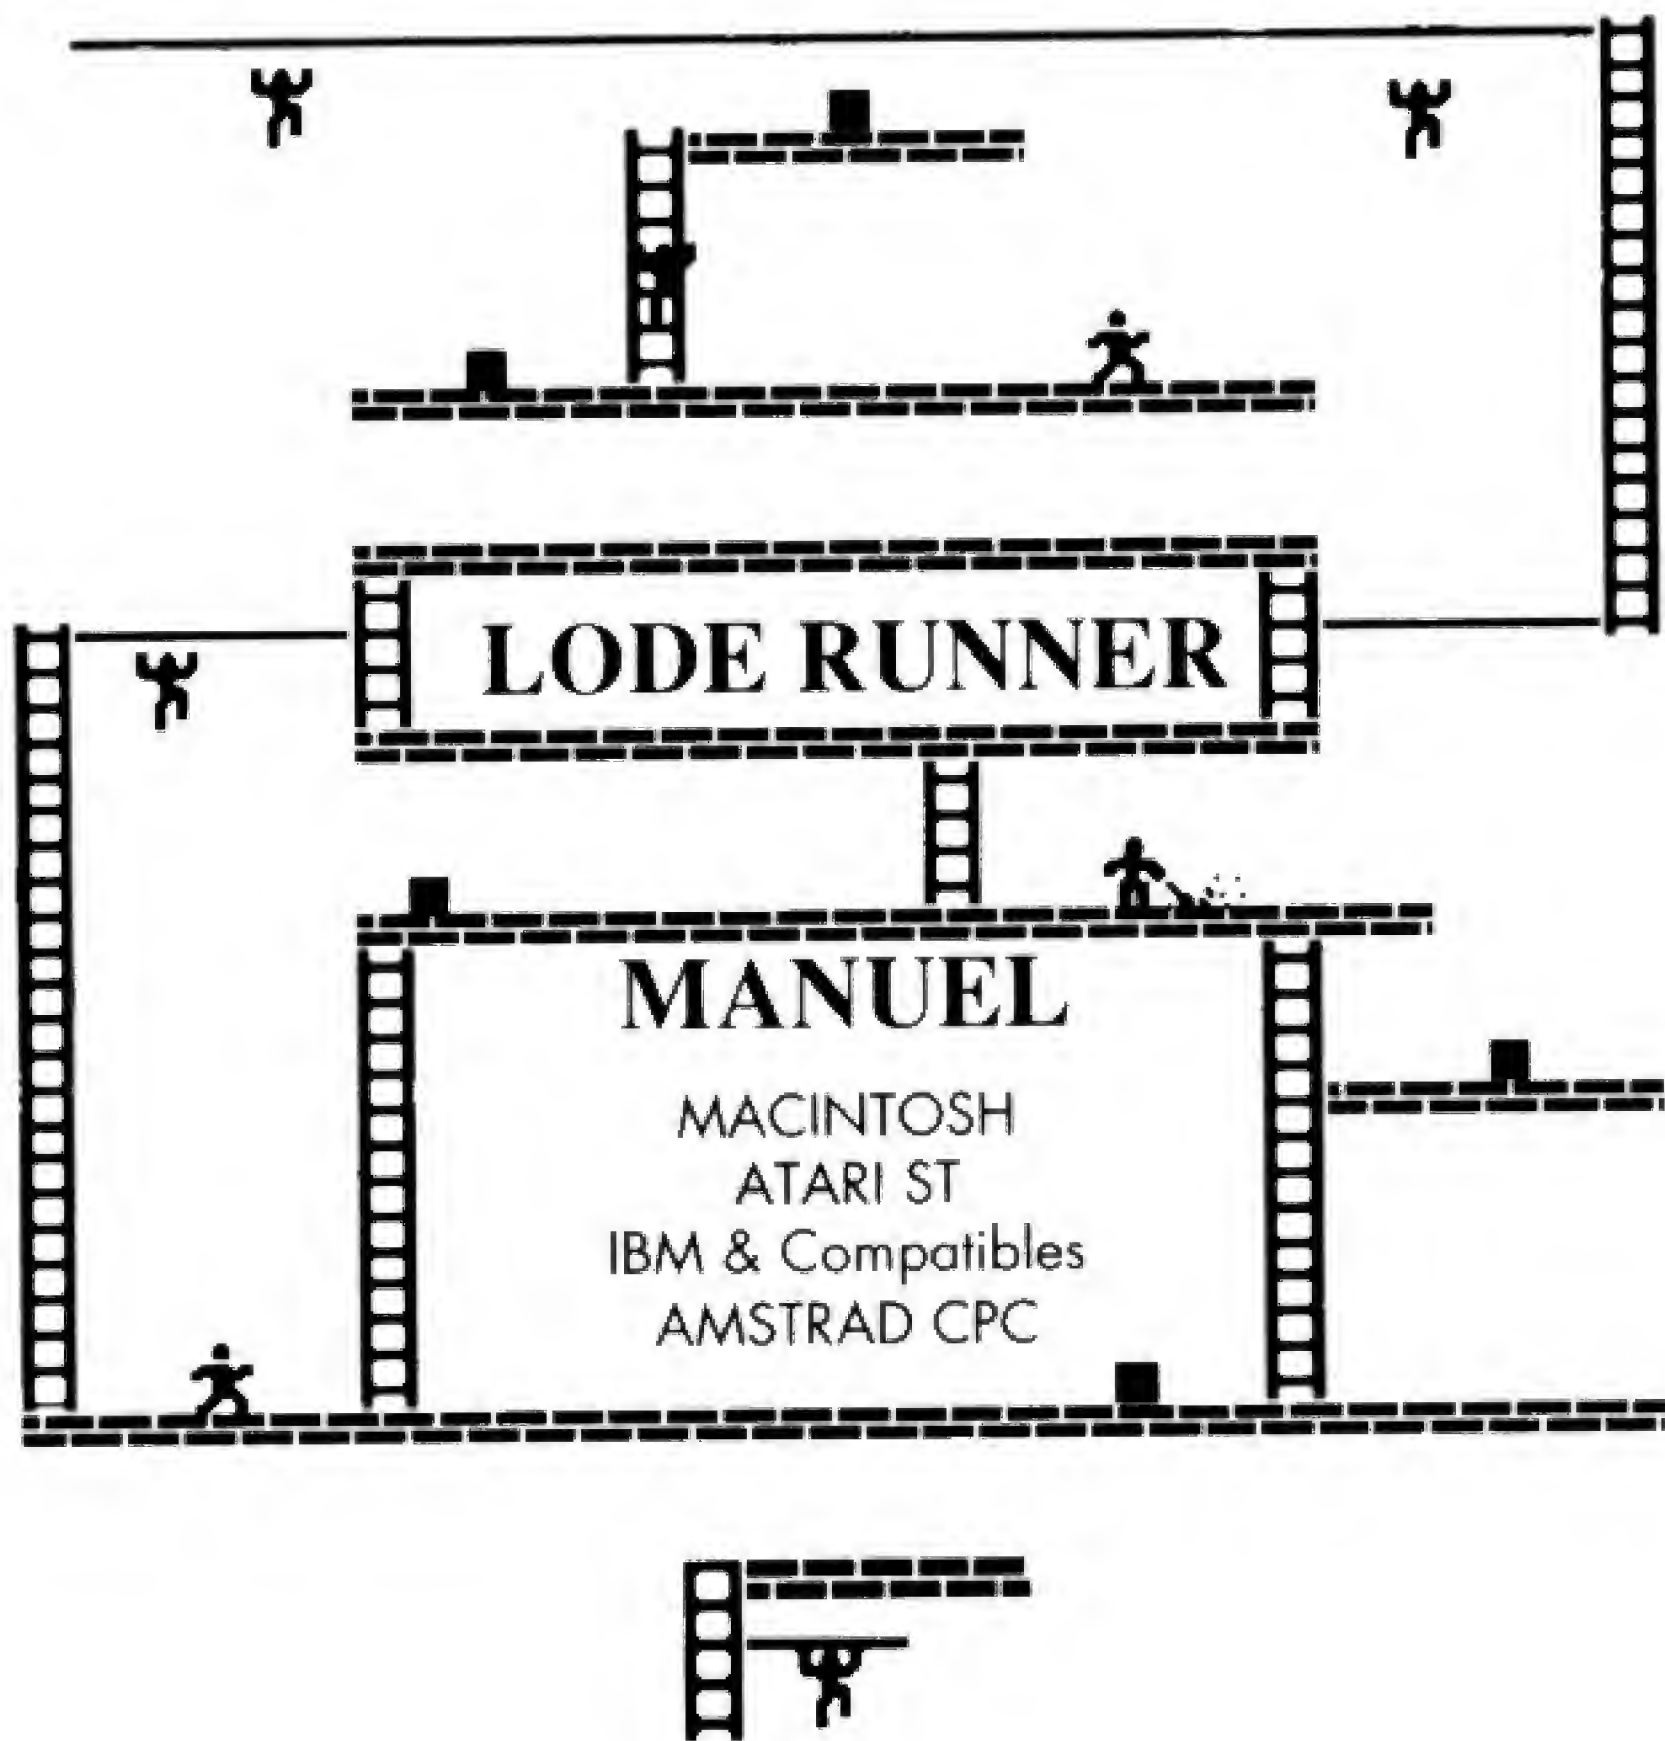 LODE RUNNER
MANUEL
MACINTOSH
ATARI ST
IBM & Compatibles
AMSTRAD CPC